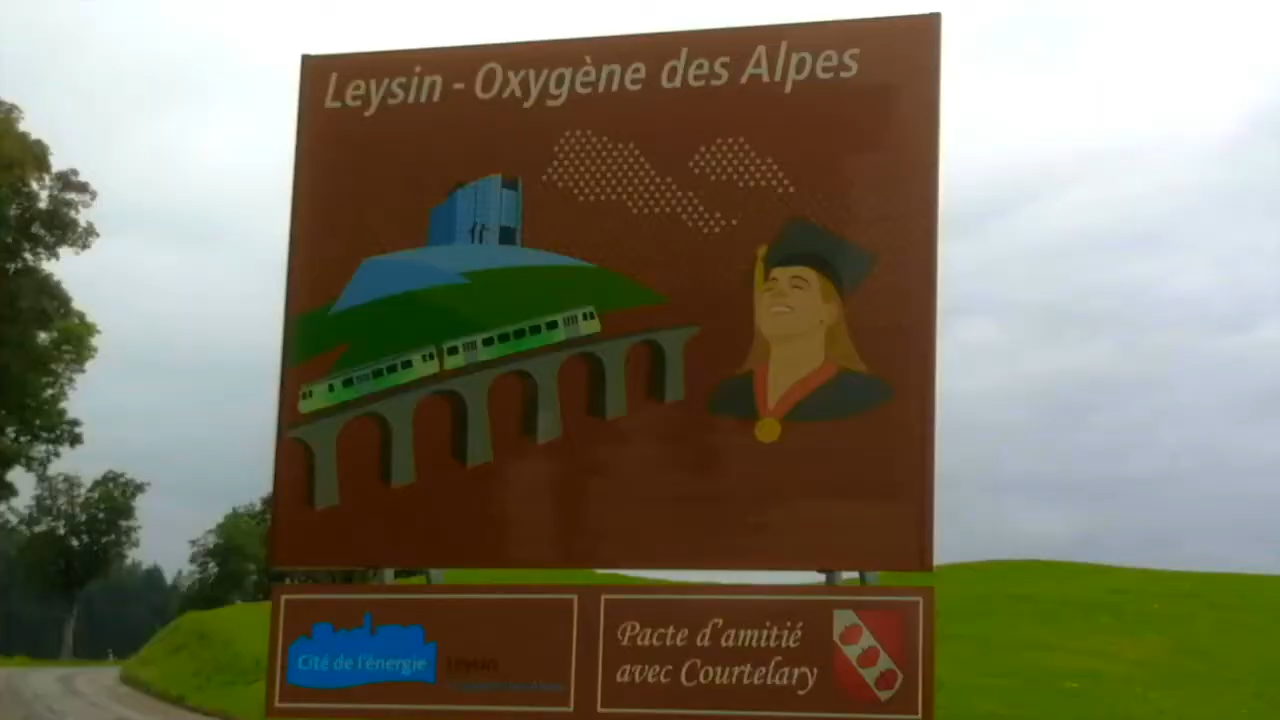 Leysin - Oxygène des Alpes
Cité de l'énergie
Leysin
Pacte d'amitié
avec Courtelary